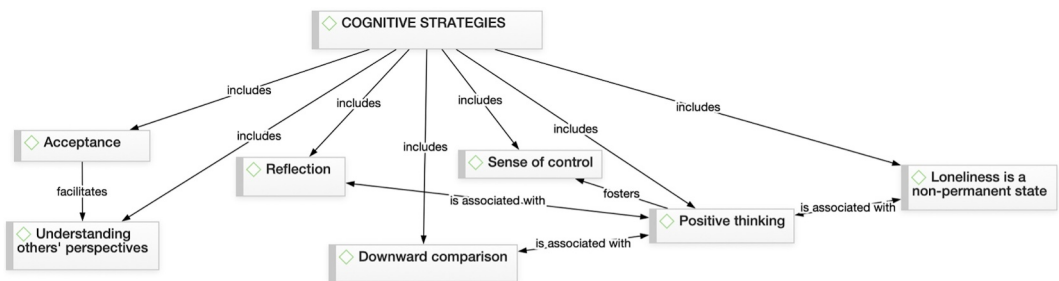 COGNITIVE STRATEGIES
includes
includes
includes
includes
includes
includes
includes
Acceptance
Reflection
Sense of control
Loneliness is a
non-permanent state
facilitates
is associated with
fosters
is associated with
Understanding
others' perspectives
Positive thinking
is associated with
Downward comparison